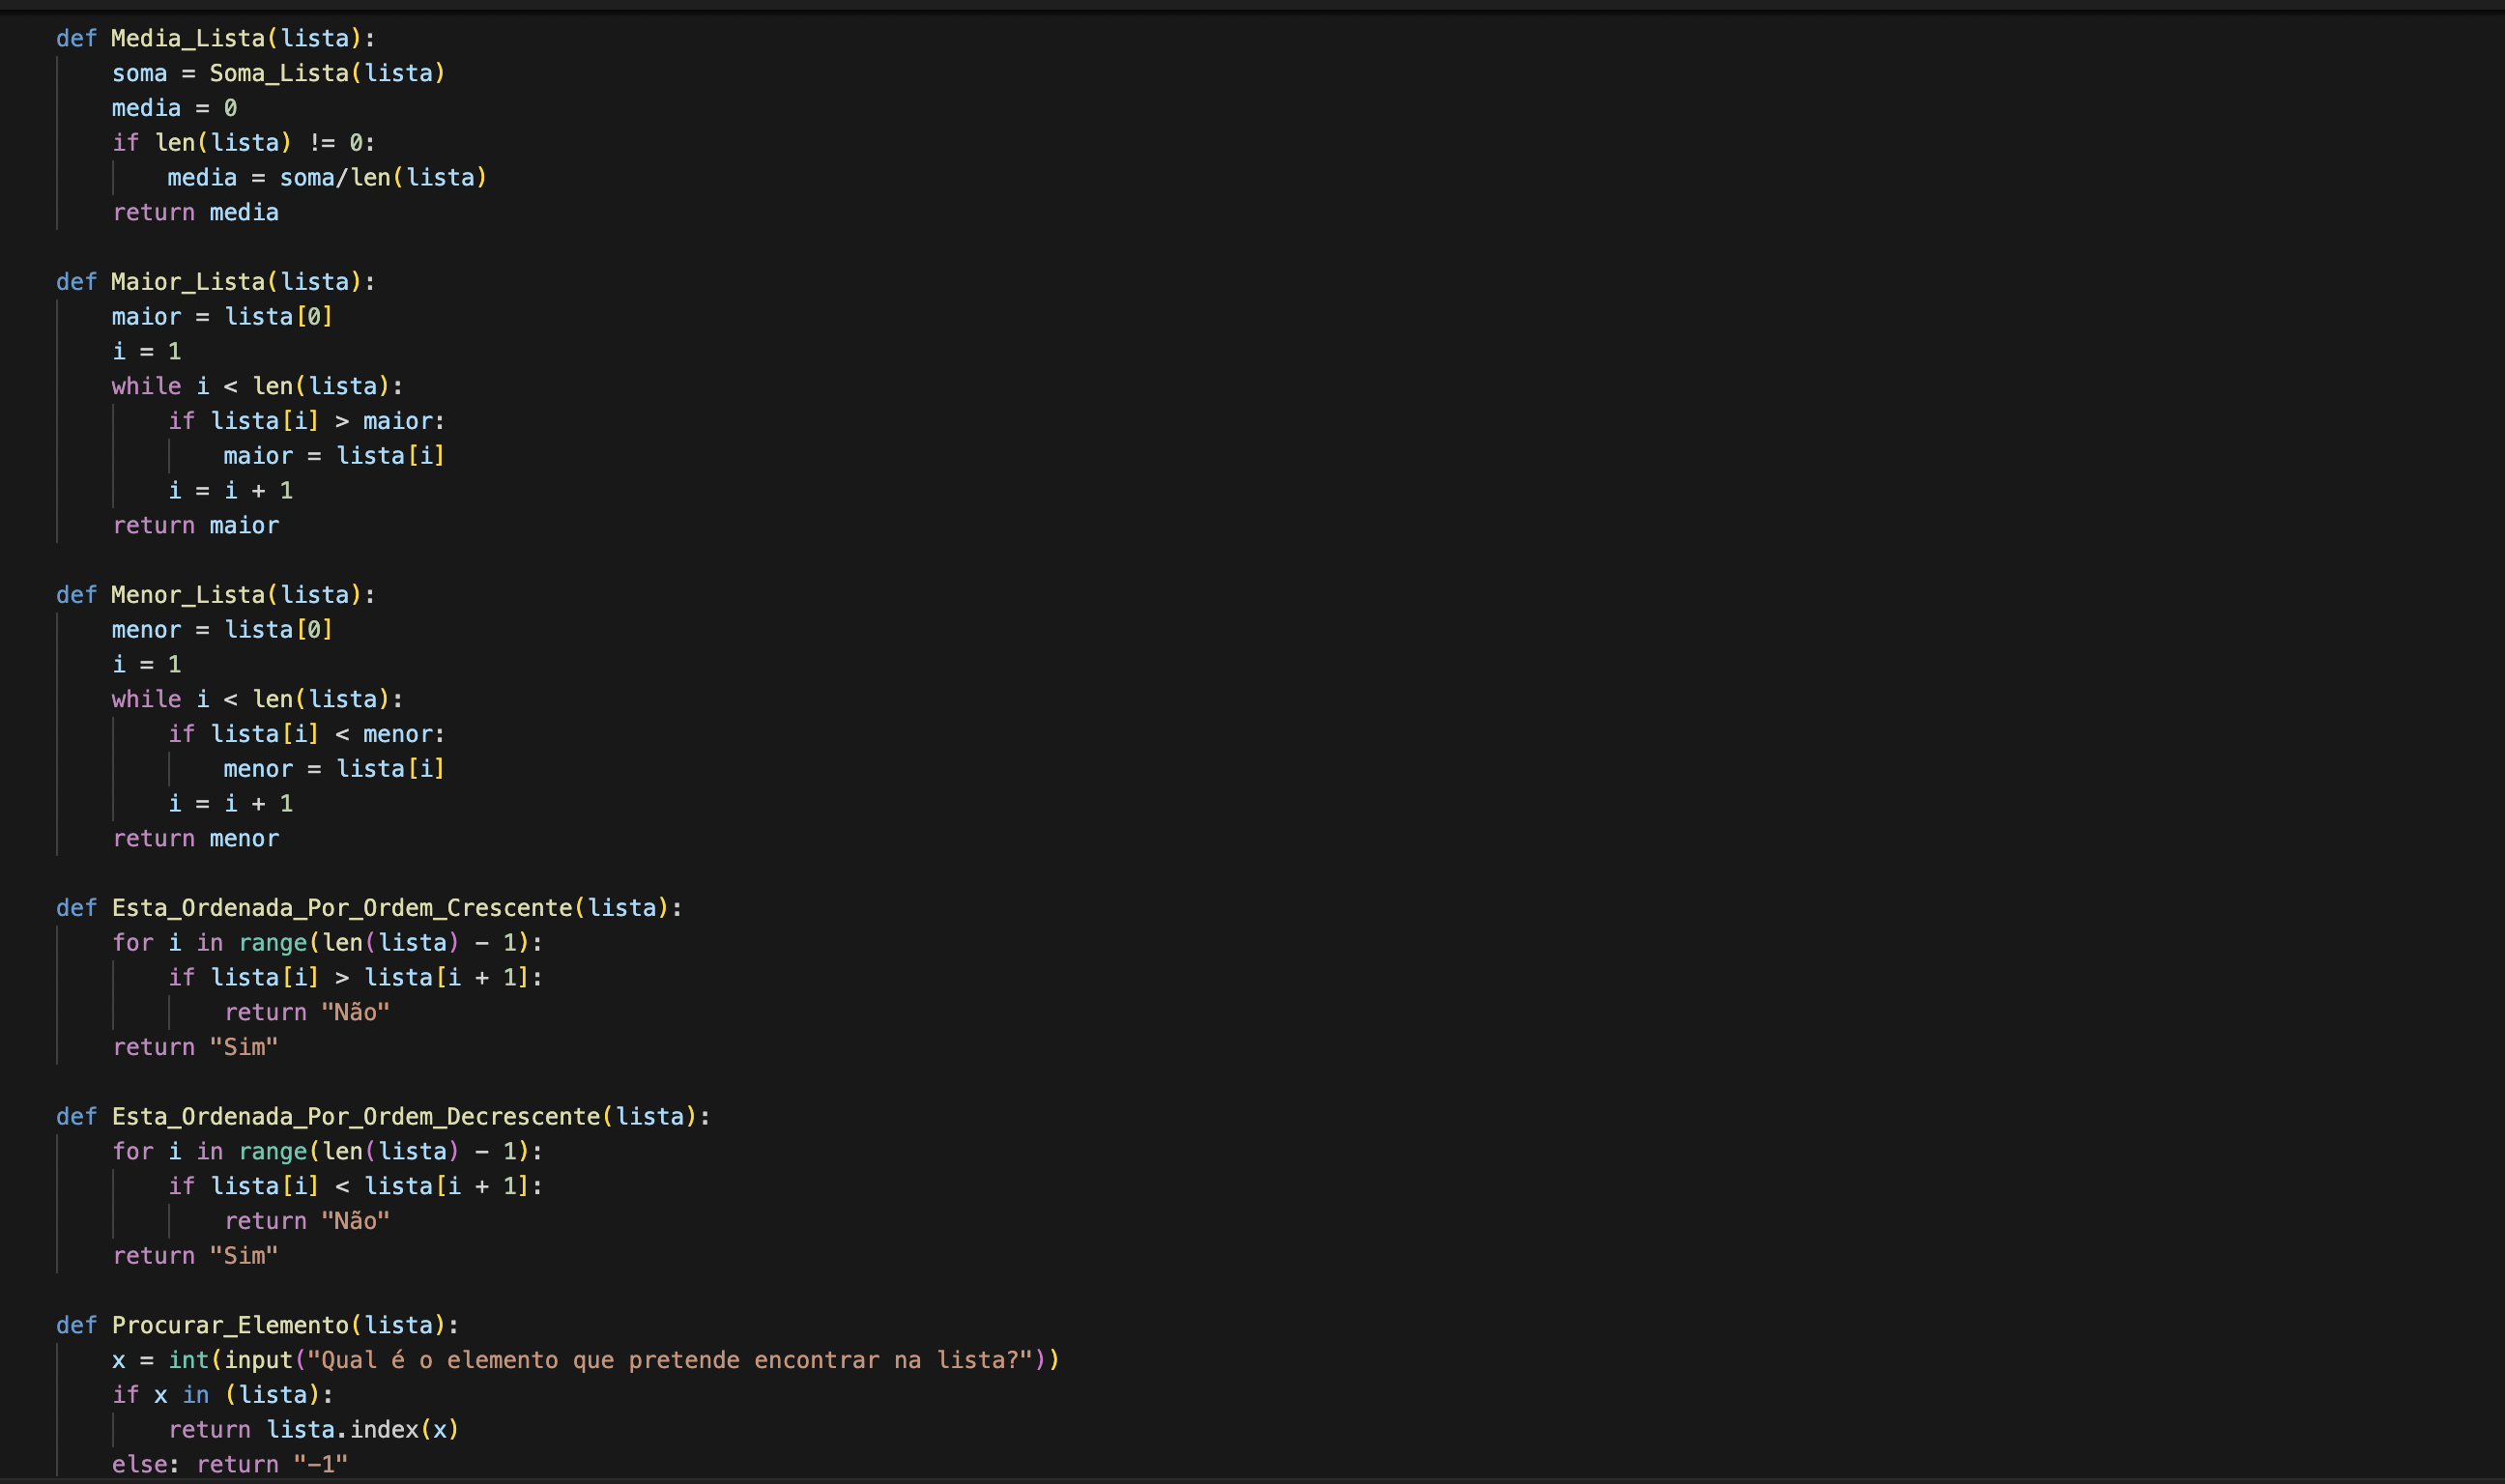 def Media_Lista(lista):
    soma = Soma_Lista(lista)
    media = 0
    if len(lista) != 0:
        media = soma/len(lista)
    return media

def Maior_Lista(lista):
    maior = lista[0]
    i = 1
    while i < len(lista):
        if lista[i] > maior:
            maior = lista[i]
        i = i + 1
    return maior

def Menor_Lista(lista):
    menor = lista[0]
    i = 1
    while i < len(lista):
        if lista[i] < menor:
            menor = lista[i]
        i = i + 1
    return menor

def Esta_Ordenada_Por_Ordem_Crescente(lista):
    for i in range(len(lista) - 1):
        if lista[i] > lista[i + 1]:
            return "Não"
    return "Sim"

def Esta_Ordenada_Por_Ordem_Decrescente(lista):
    for i in range(len(lista) - 1):
        if lista[i] < lista[i + 1]:
            return "Não"
    return "Sim"

def Procurar_Elemento(lista):
    x = int(input("Qual é o elemento que pretende encontrar na lista?"))
    if x in (lista):
        return lista.index(x)
    else: return "-1"